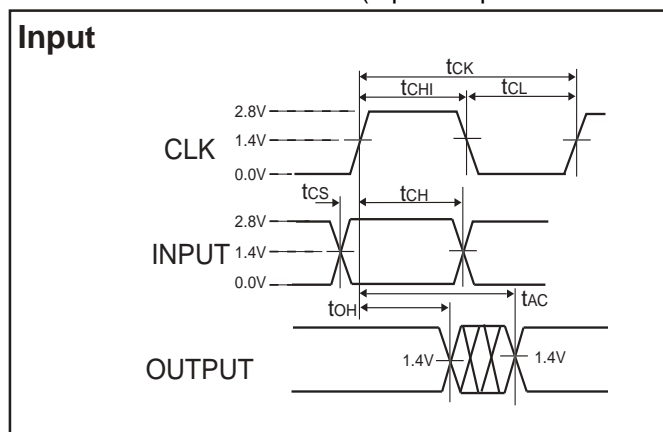 Input
tCK
tCHI
tCL
2.8V
CLK
1.4V
0.0V
tCS
tCH
2.8V
INPUT
1.4V
0.0V
tOH
tAC
1.4V
1.4V
OUTPUT